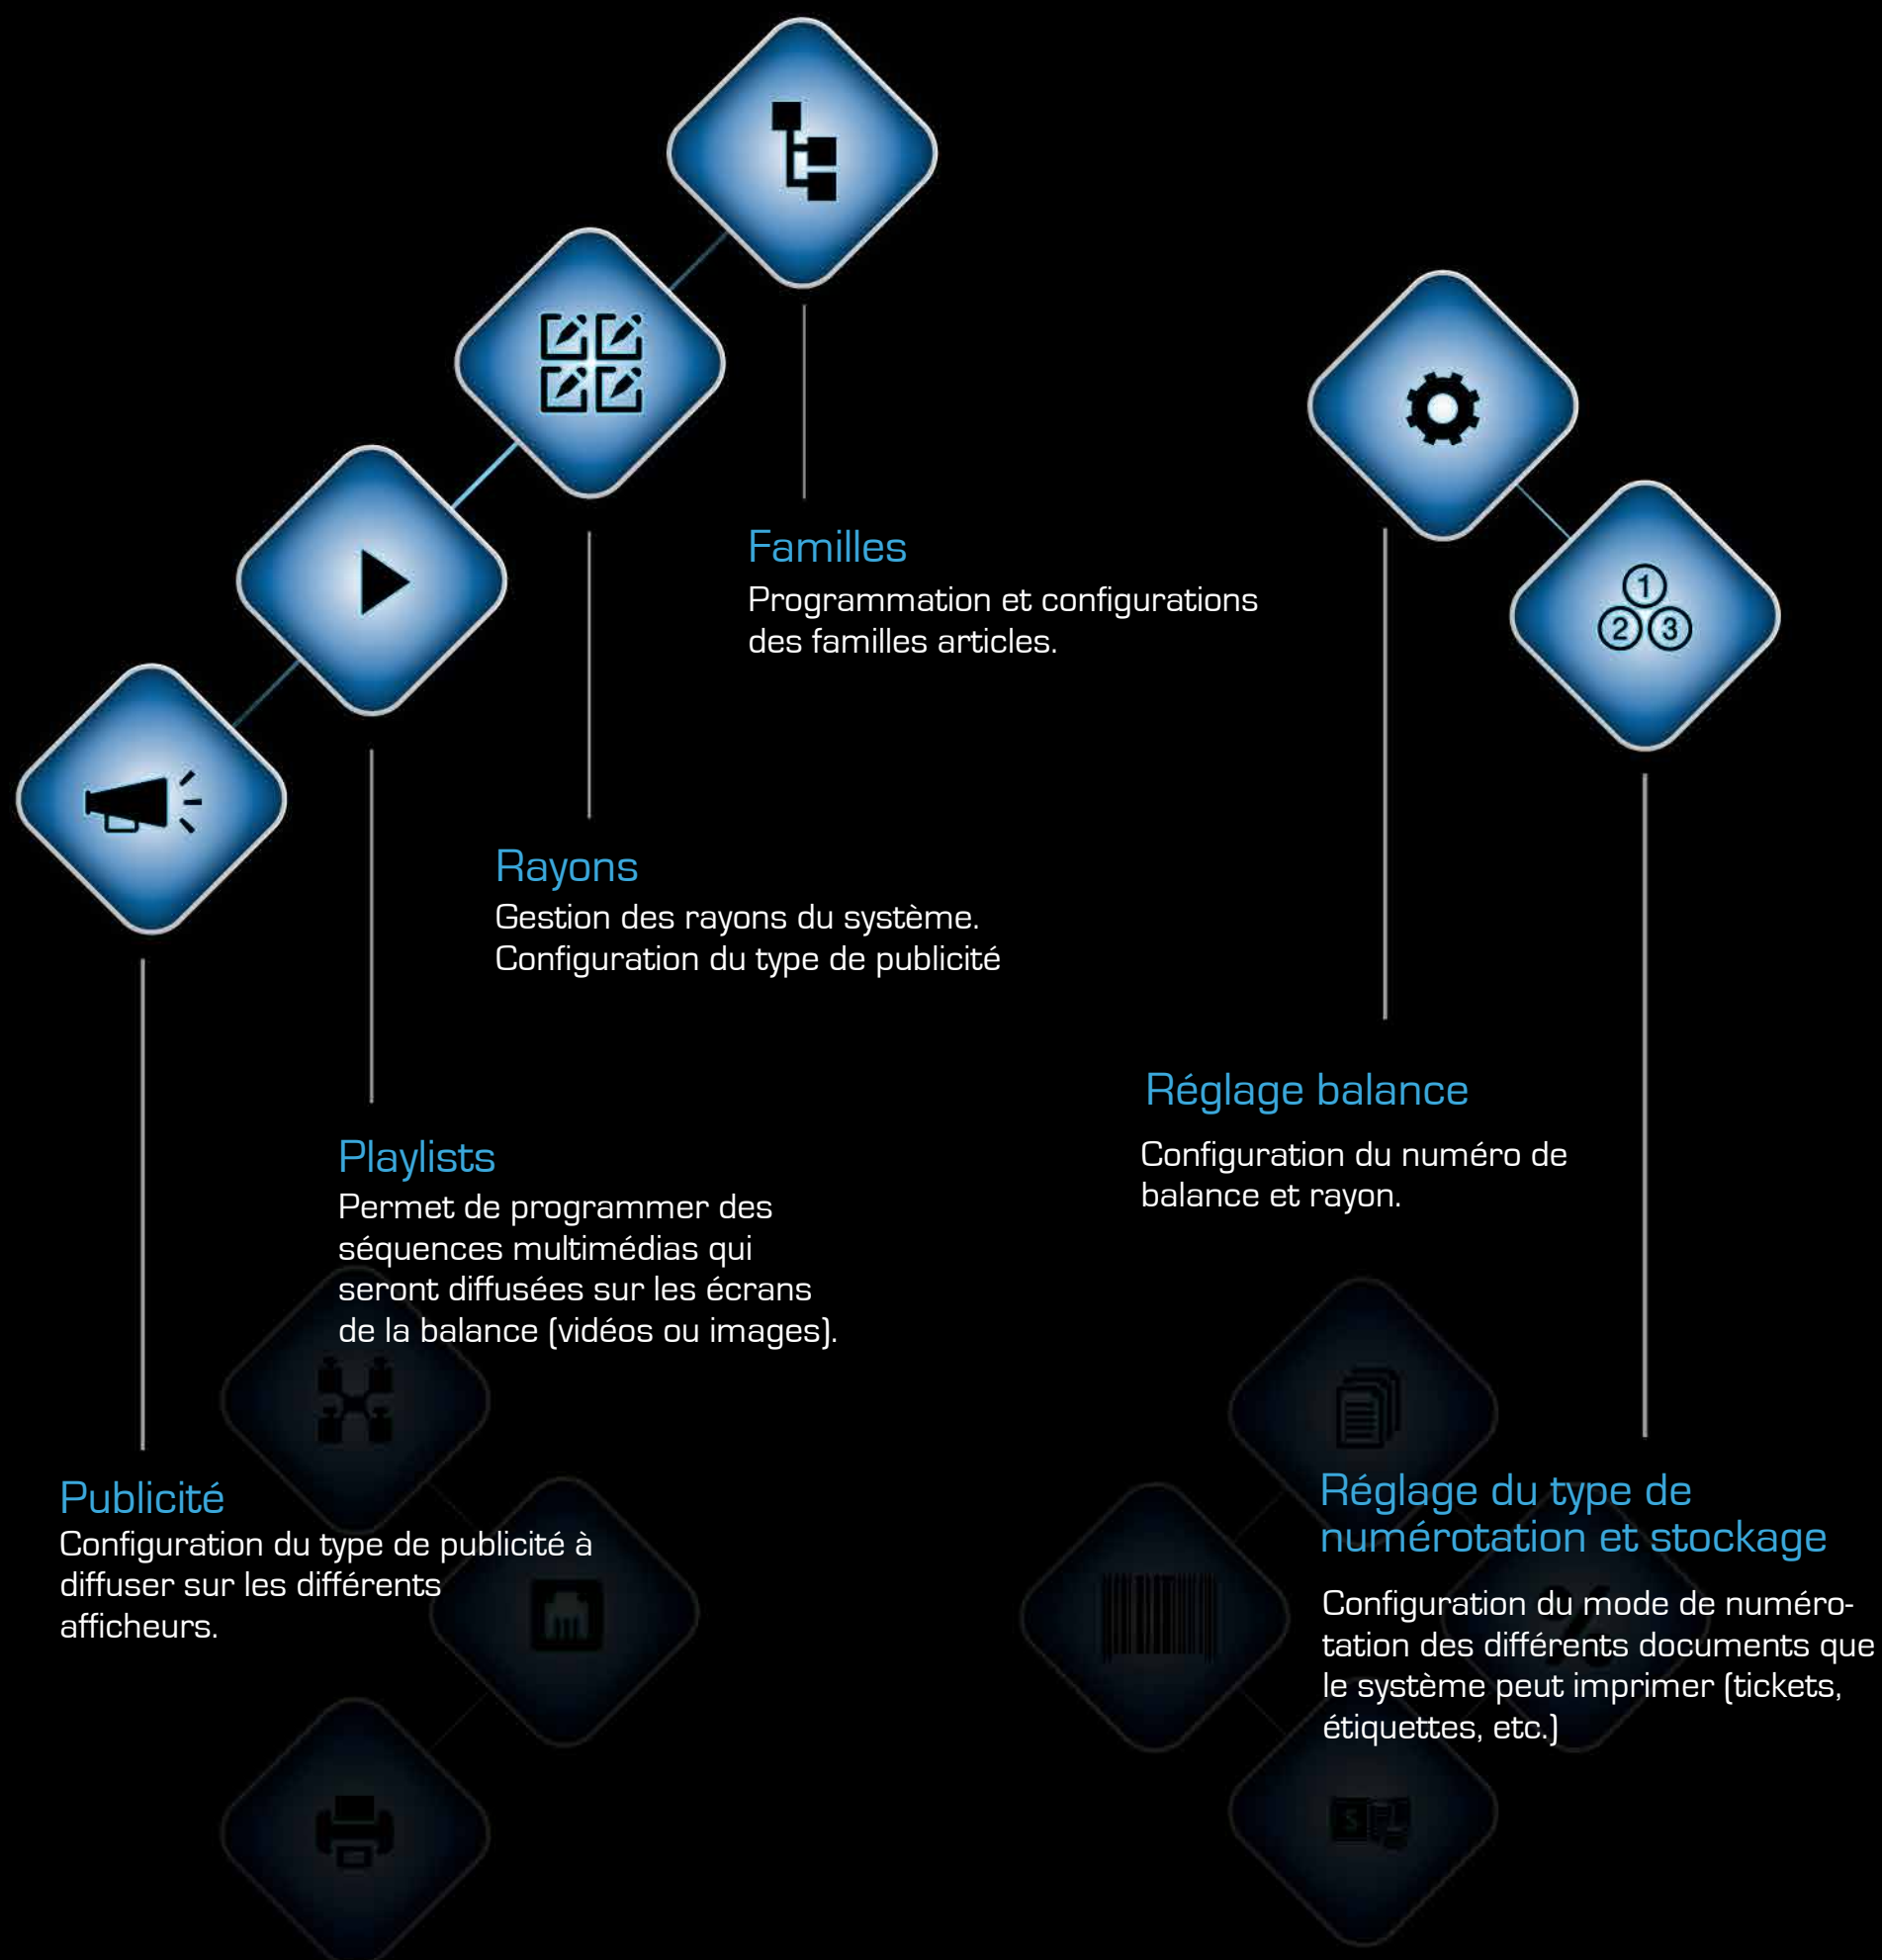 1
2 3
Familles
Programmation et configurations
des familles articles.
Rayons
Gestion des rayons du système.
Configuration du type de publicité
Playlists
Permet de programmer des
séquences multimédias qui
seront diffusées sur les écrans
de la balance (vidéos ou images).
Publicité
Configuration du type de publicité à
diffuser sur les différents
afficheurs.
Réglage balance
Configuration du numéro de
balance et rayon.
Réglage du type de
numérotation et stockage
Configuration du mode de numéro-
tation des différents documents que
le système peut imprimer (tickets,
étiquettes, etc.)
%
$